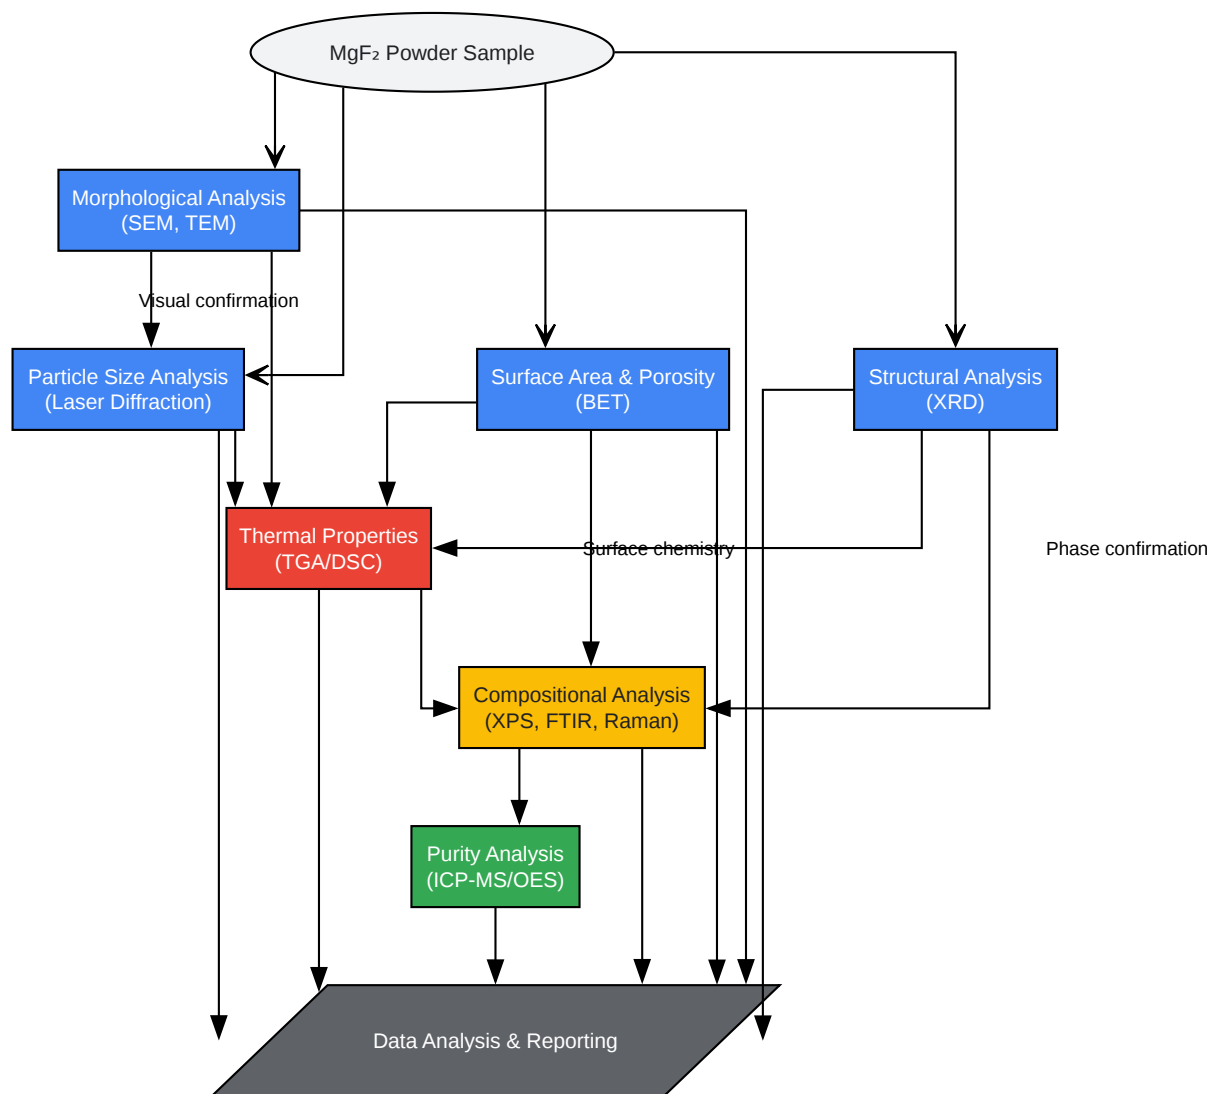 MgF₂ Powder Sample
Morphological Analysis
(SEM, TEM)
Visual confirmation
Particle Size Analysis
(Laser Diffraction)
Surface Area & Porosity
(BET)
Structural Analysis
(XRD)
Thermal Properties
(TGA/DSC)
Surface chemistry
Phase confirmation
Compositional Analysis
(XPS, FTIR, Raman)
Purity Analysis
(ICP-MS/OES)
Data Analysis & Reporting